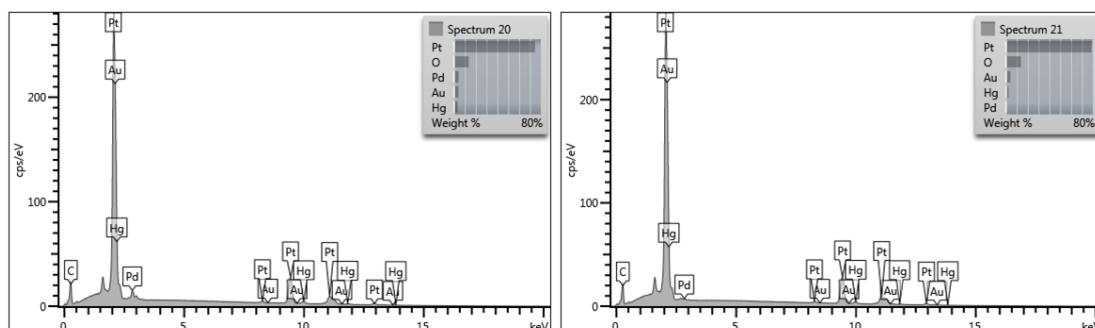 Pt
Au
Hg
C
Pd
Pt
Au
Pt
Au
Hg
Pt
Au
Hg
Pt
Au
Hg
200
100
0
cps/eV
0
5
10
15
keV
Spectrum 20
Pt
O
Pd
Au
Hg
Weight %
80%
Pt
Au
Hg
C
Pd
Pt
Au
Pt
Au
Hg
Pt
Au
Hg
Pt
Au
Hg
200
100
0
cps/eV
0
5
10
15
keV
Spectrum 21
Pt
O
Au
Hg
Pd
Weight %
80%